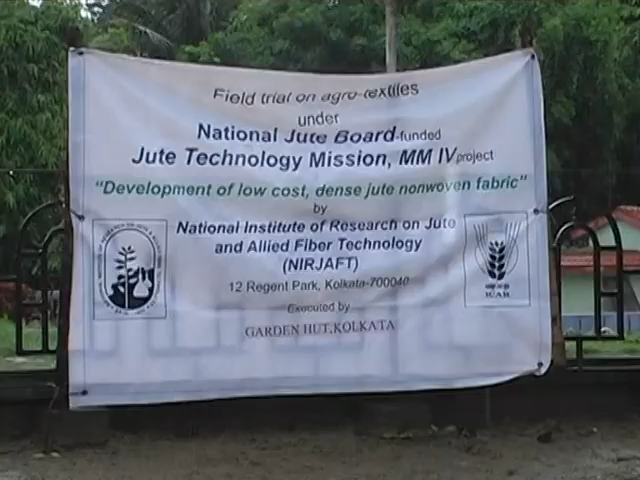 Field trial on agro-textiles
under
National Jute Board-funded
Jute Technology Mission, MM IV project
"Development of low cost, dense jute nonwoven fabric"
by
National Institute of Research on Jute
and Allied Fiber Technology
(NIRJAFT)
12 Regent Park, Kolkata-700040
Executed by
GARDEN HUT,KOLKATA
ICAR